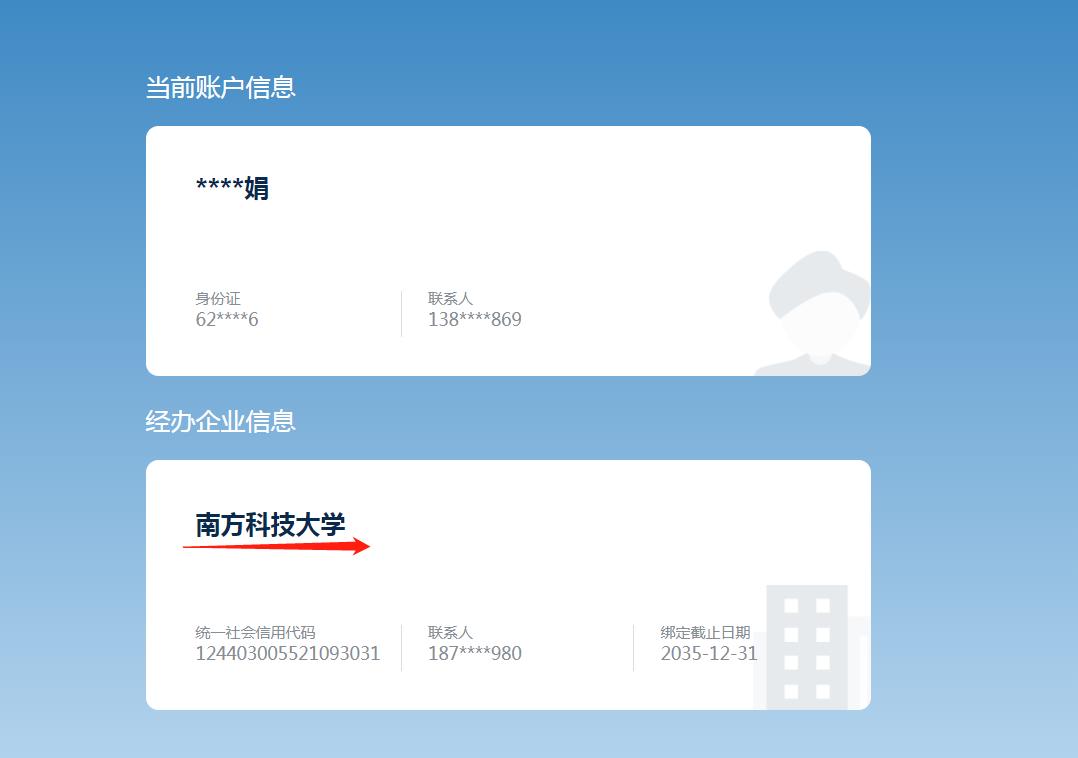 当前账户信息
****娟
身份证 联系人
62****6 138****869
经办企业信息
南方科技大学
统一社会信用代码 联系人 绑定截止日期
124403005521093031 187****980 2035-12-31